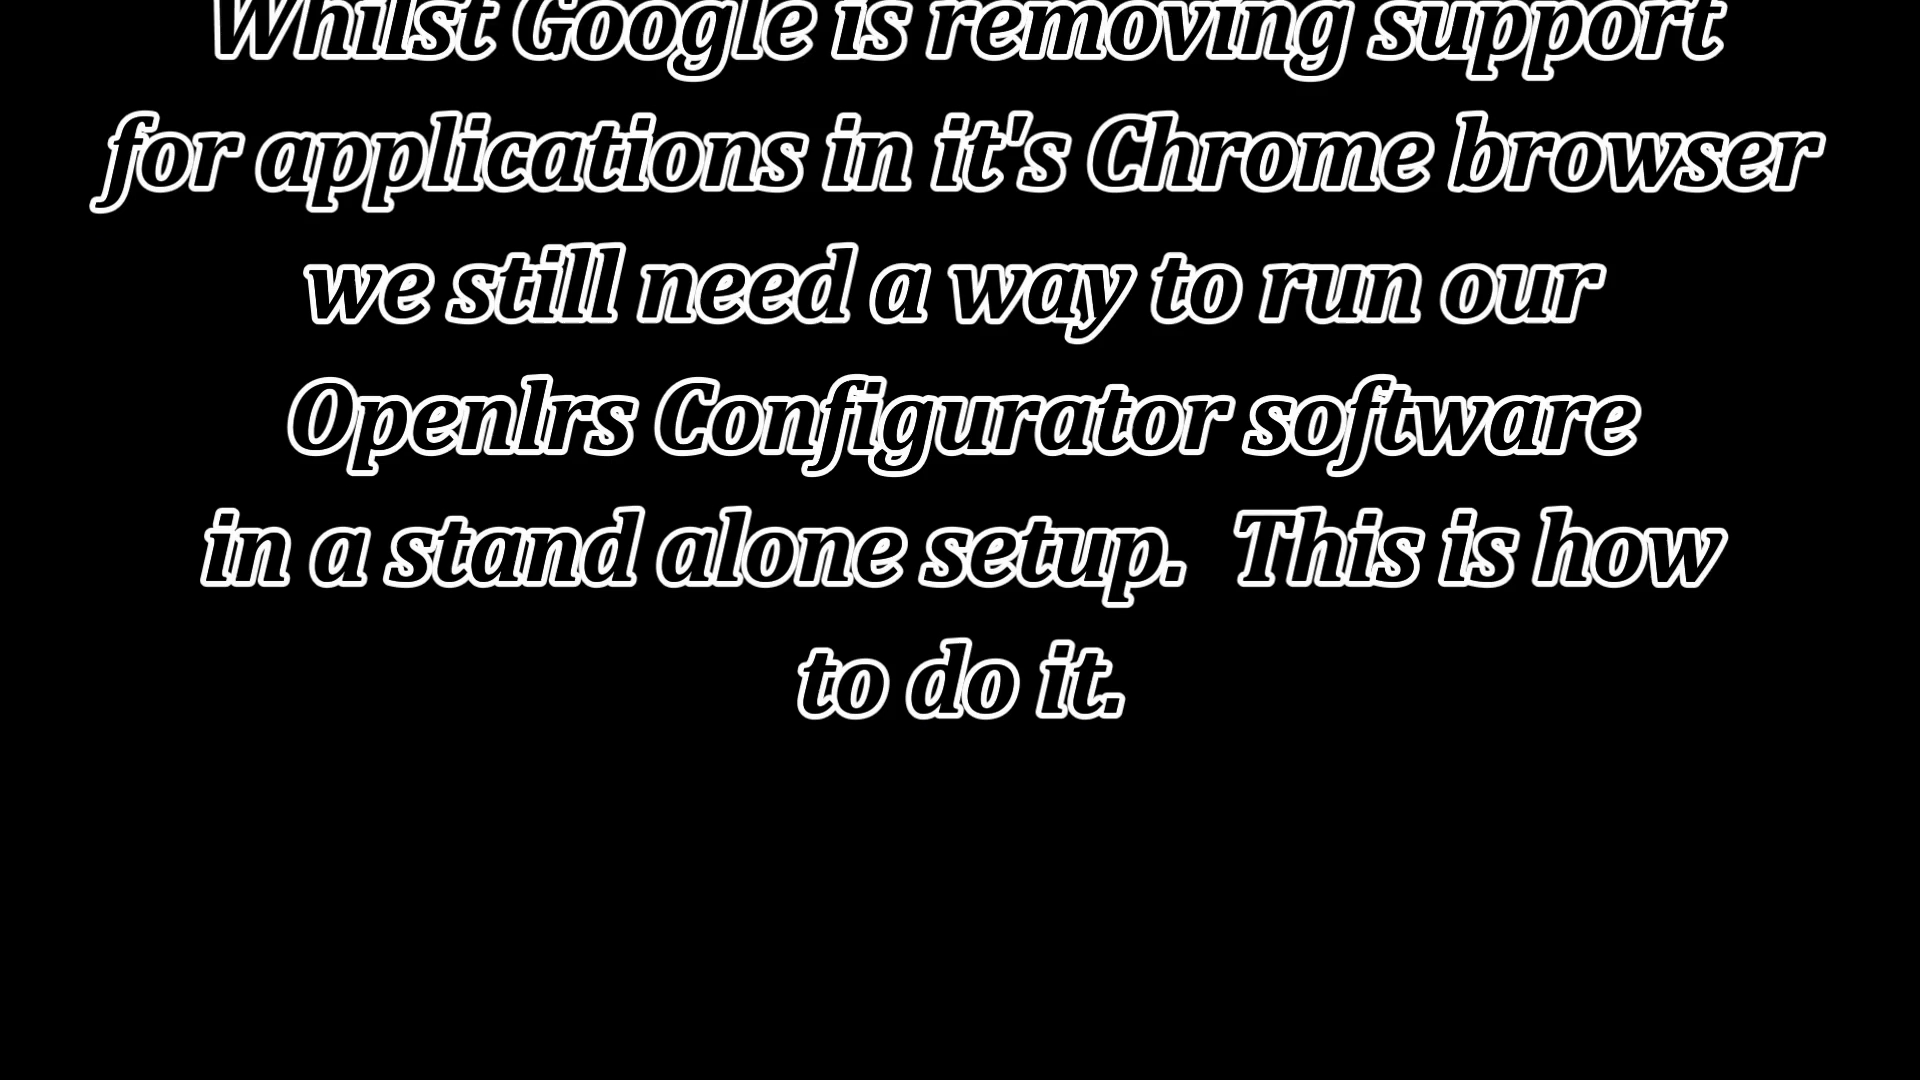 Whilst Google is removing support
for applications in it's Chrome browser
we still need a way to run our
Openlrs Configurator software
in a stand alone setup.  This is how
to do it.